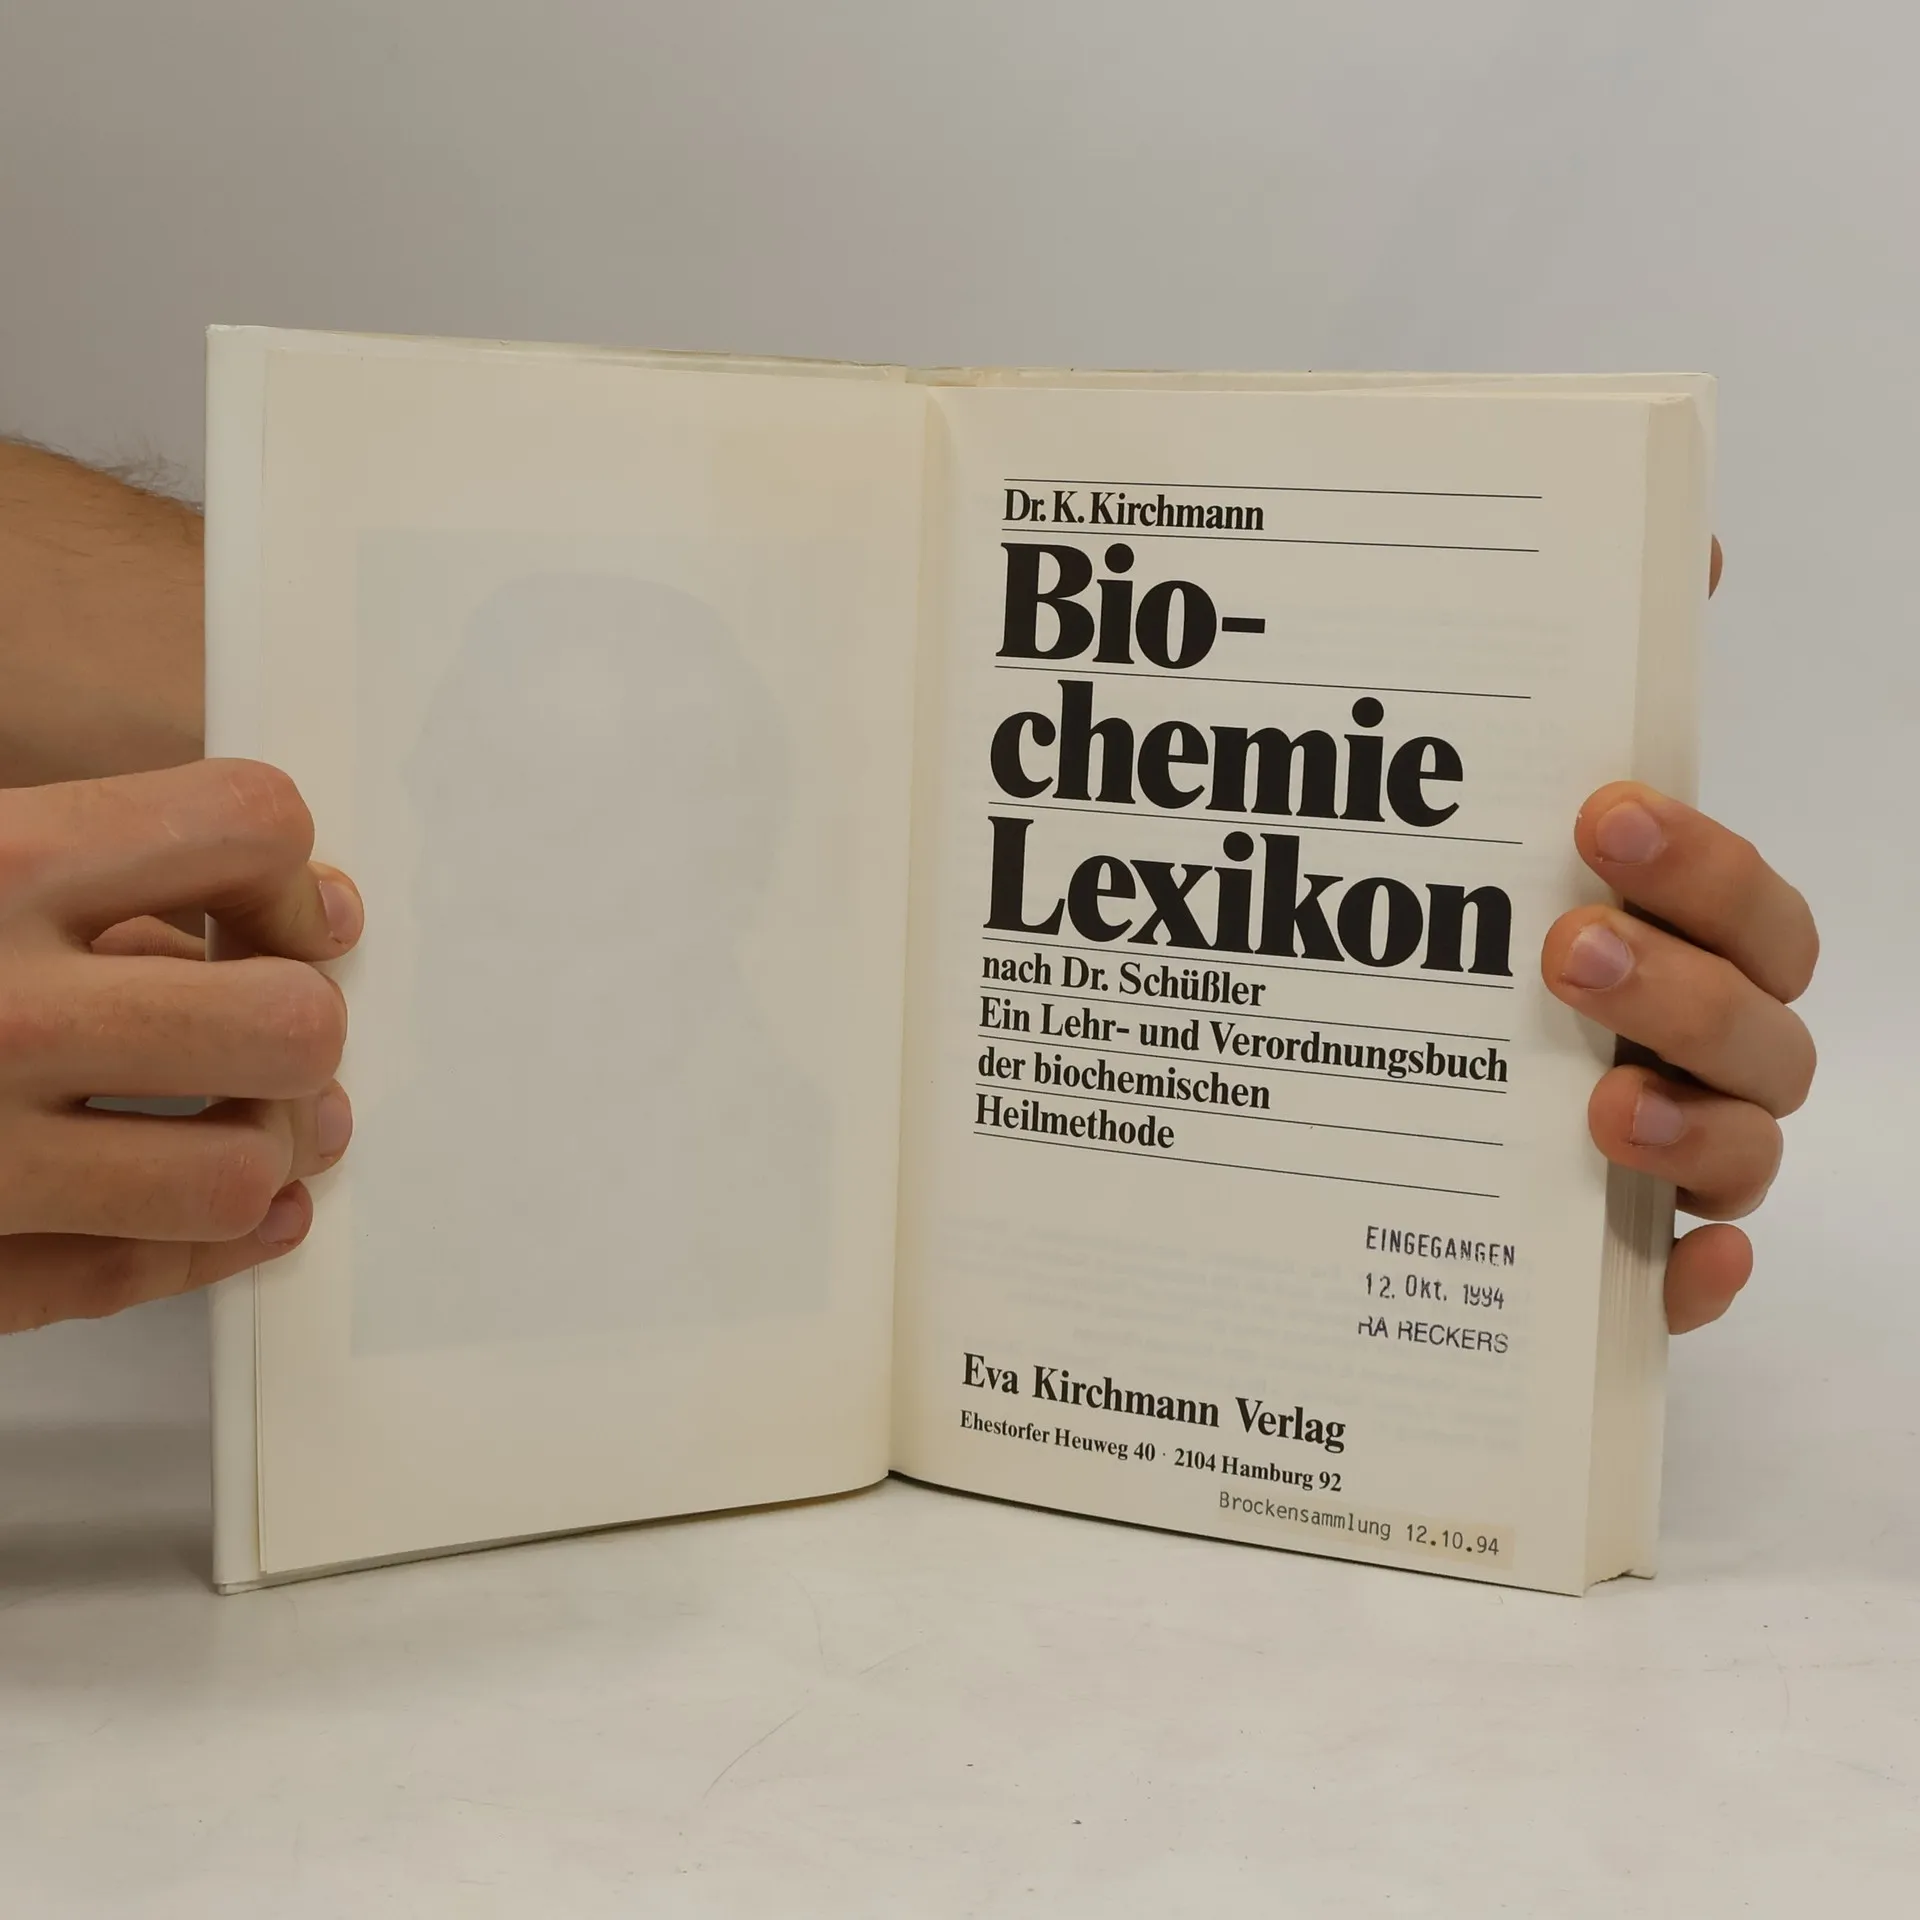 Dr. K. Kirchmann
Bio-
chemie
Lexikon
nach Dr. Schüßler
Ein Lehr- und Verordnungsbuch
der biochemischen
Heilmethode
EINGEGANGEN
12. Okt. 1994
RA RECKERS
Eva Kirchmann Verlag
Ehestorfer Heuweg 40 · 2104 Hamburg 92
Brockensammlung 12.10.94